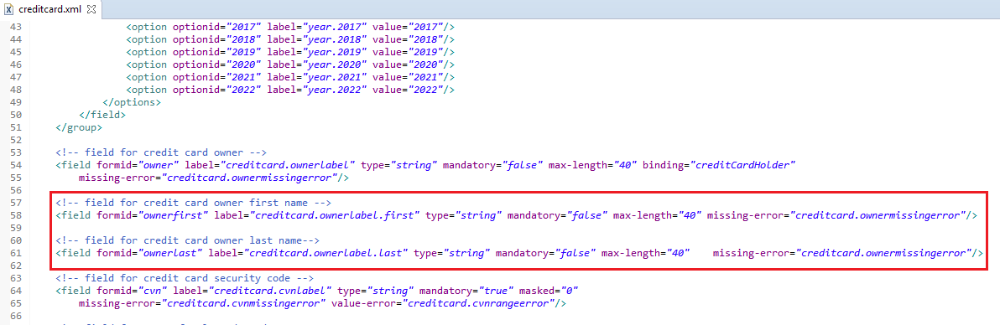 creditcard.xml
43 <option optionid="2017" label="year.2017" value="2017"/>
44 <option optionid="2018" label="year.2018" value="2018"/>
45 <option optionid="2019" label="year.2019" value="2019"/>
46 <option optionid="2020" label="year.2020" value="2020"/>
47 <option optionid="2021" label="year.2021" value="2021"/>
48 <option optionid="2022" label="year.2022" value="2022"/>
49 </options>
50 </field>
51 </group>
52
53 <!-- field for credit card owner -->
54 <field formid="owner" label="creditcard.ownerlabel" type="string" mandatory="false" max-length="40" binding="creditCardHolder"
55 missing-error="creditcard.ownermissingerror"/>
56
57 <!-- field for credit card owner first name -->
58 <field formid="ownerfirst" label="creditcard.ownerlabel.first" type="string" mandatory="false" max-length="40" missing-error="creditcard.ownermissingerror"/>
59
60 <!-- field for credit card owner last name-->
61 <field formid="ownerlast" label="creditcard.ownerlabel.last" type="string" mandatory="false" max-length="40" missing-error="creditcard.ownermissingerror"/>
62
63 <!-- field for credit card security code -->
64 <field formid="cvn" label="creditcard.cvnlabel" type="string" mandatory="true" masked="0"
65 missing-error="creditcard.cvnmissingerror" value-error="creditcard.cvnrangeerror"/>
66